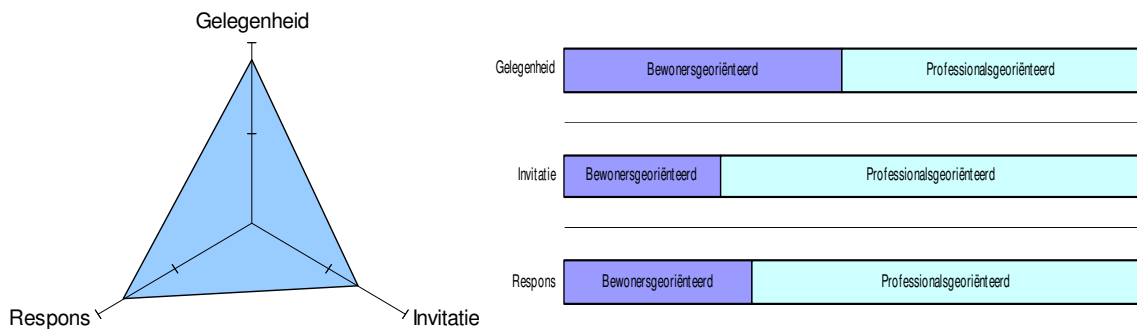 Gelegenheid
Respons
Invitatie
Gelegenheid
Bewonersgeoriënteerd
Professionalsgeoriënteerd
Invitatie
Bewonersgeoriënteerd
Professionalsgeoriënteerd
Respons
Bewonersgeoriënteerd
Professionalsgeoriënteerd